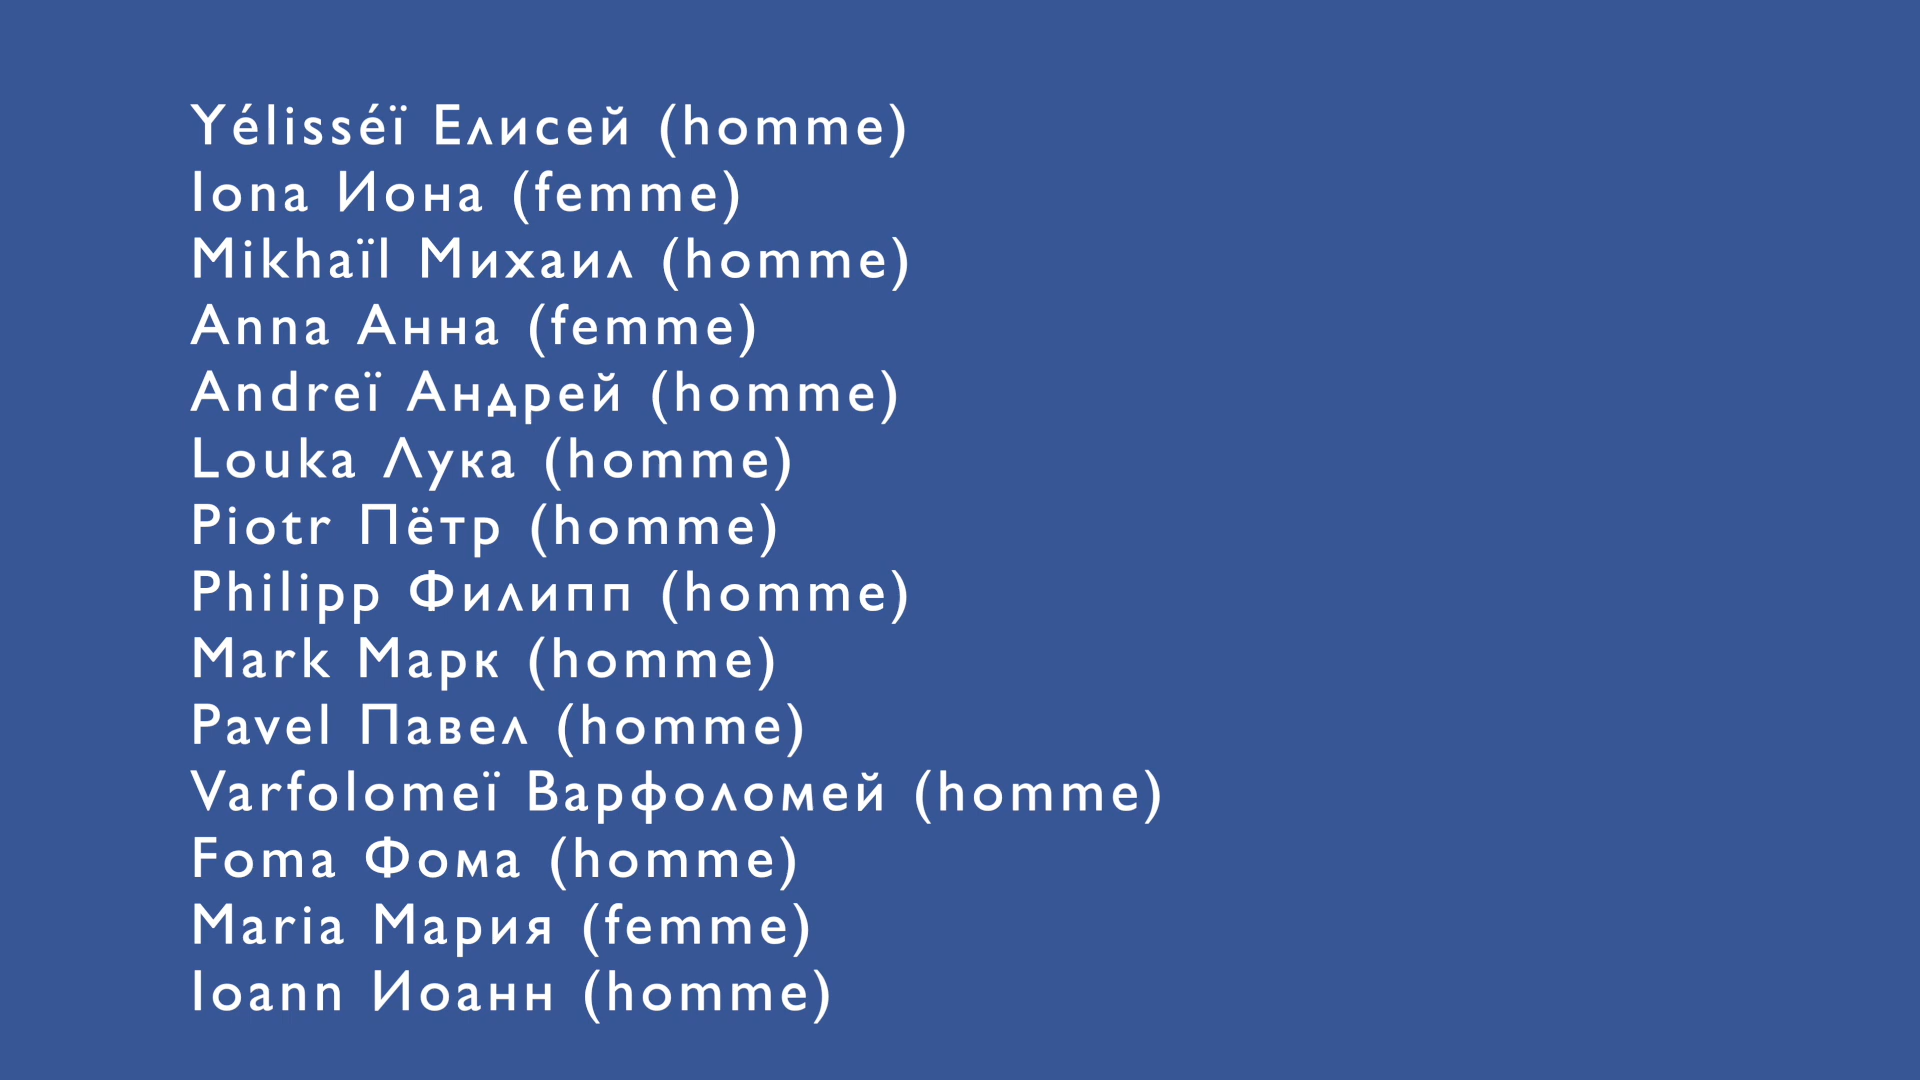 Yélisséï Елисей (homme)
Iona Иона (femme)
Mikhaïl Михаил (homme)
Anna Анна (femme)
Andreï Андрей (homme)
Louka Лука (homme)
Piotr Пётр (homme)
Philipp Филипп (homme)
Mark Марк (homme)
Pavel Павел (homme)
Varfolomeï Варфоломей (homme)
Foma Фома (homme)
Maria Мария (femme)
Ioann Иоанн (homme)